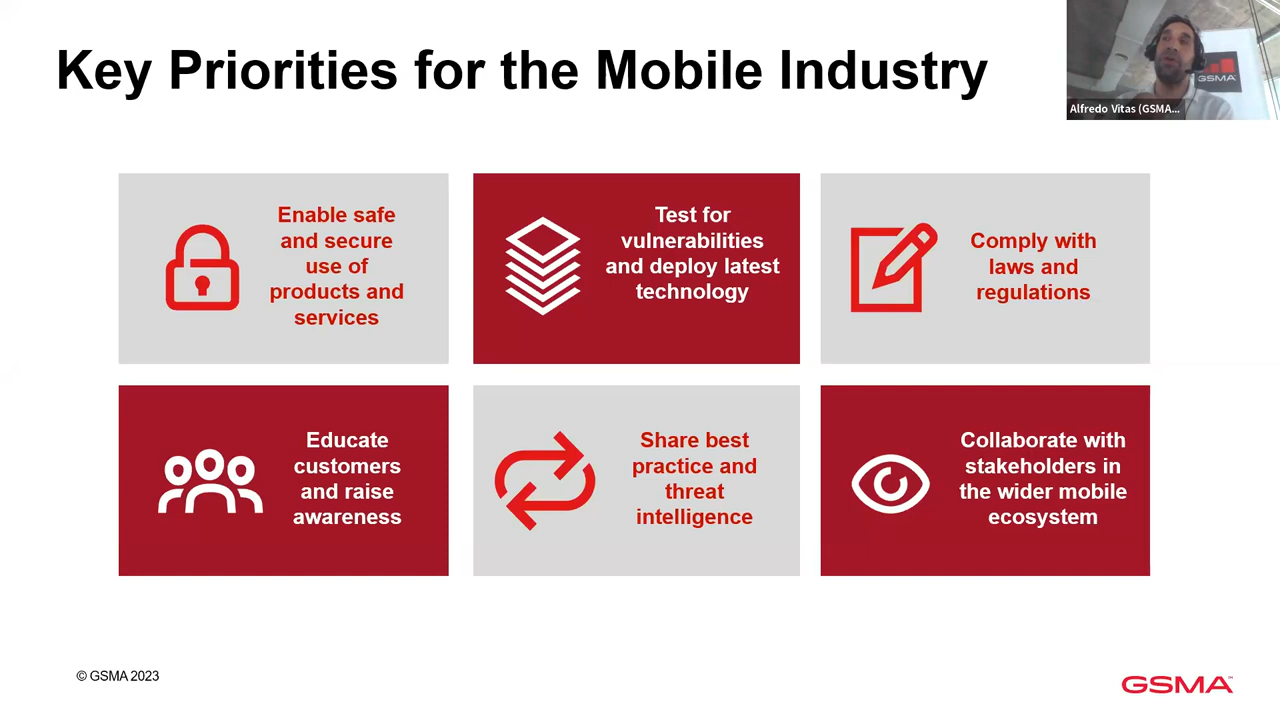 Key Priorities for the Mobile Industry
GSMA
Alfredo Vitas (GSMA...
Enable safe
and secure
use of
products and
services
Test for
vulnerabilities
and deploy latest
technology
Comply with
laws and
regulations
Educate
customers
and raise
awareness
Share best
practice and
threat
intelligence
Collaborate with
stakeholders in
the wider mobile
ecosystem
© GSMA 2023
GSMA™